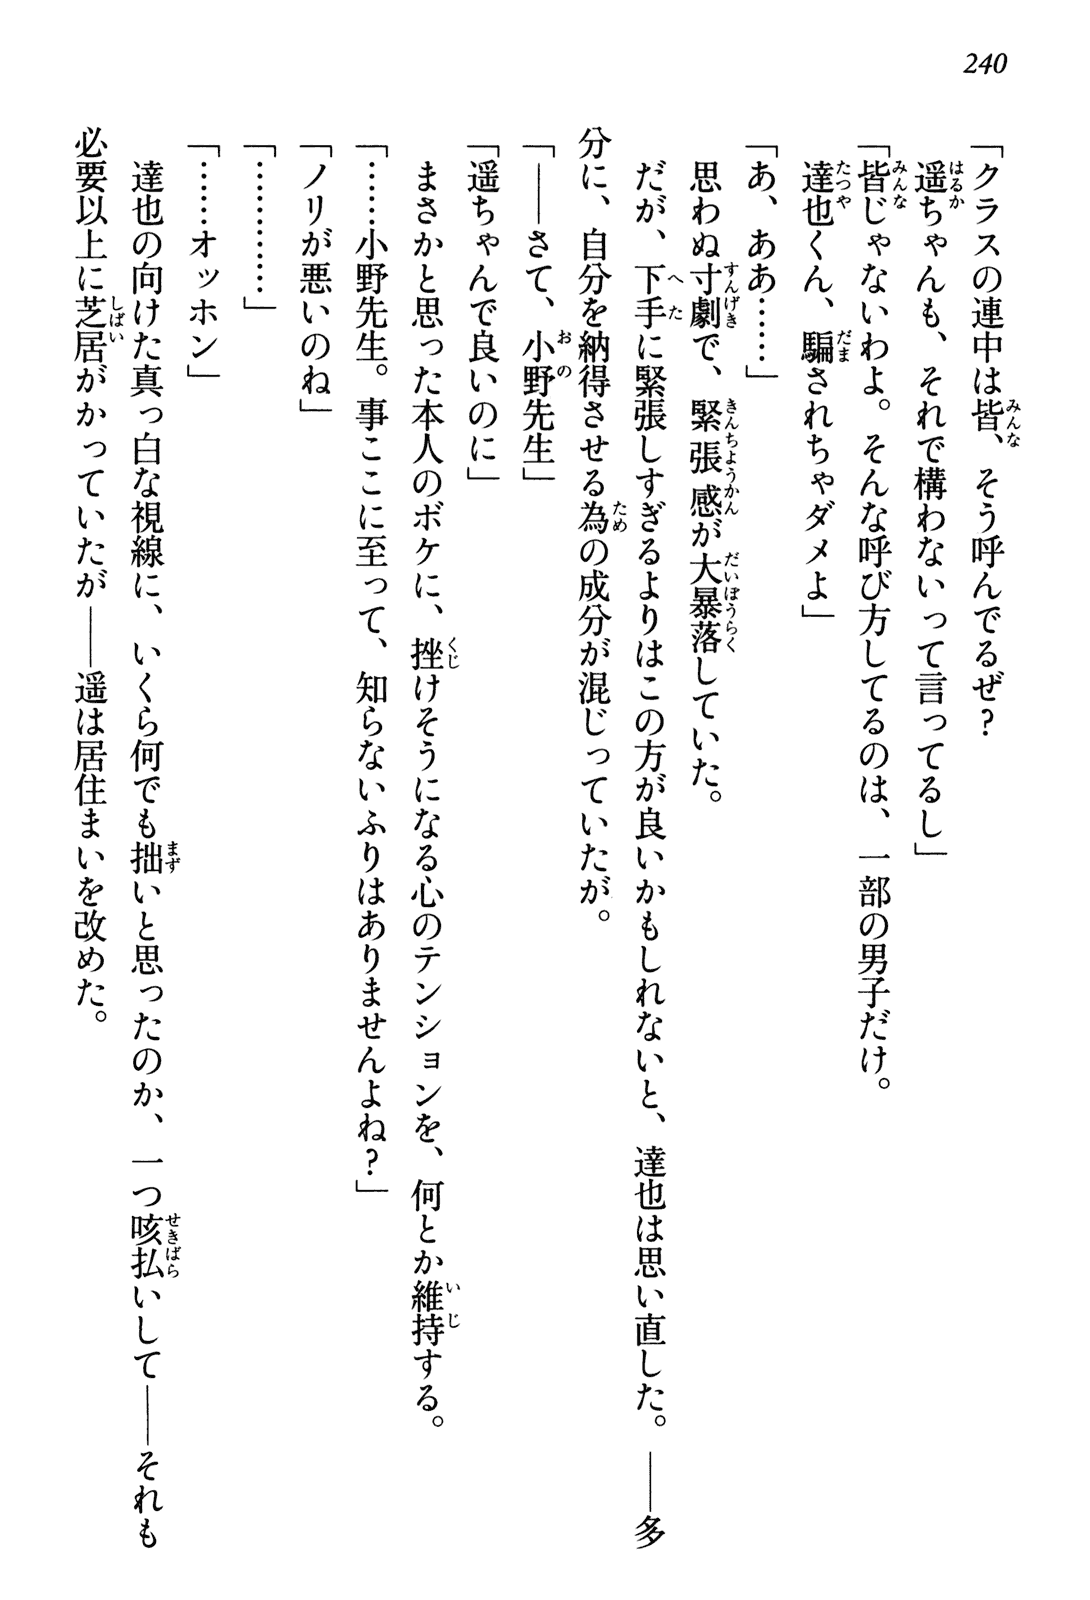 240
「クラスの連中は皆、そう呼んでるぜ？
遥ちゃんも、それで構わないって言ってるし」
「皆じゃないわよ。そんな呼び方してるのは、一部の男子だけ。
達也くん、騙されちゃダメよ」
「あ、ああ……」
思わぬ寸劇で、緊張感が大暴落していた。
だが、下手に緊張しすぎるよりはこの方が良いかもしれないと、達也は思い直した。――多
分に、自分を納得させる為の成分が混じっていたが。
「――さて、小野先生」
「遥ちゃんで良いのに」
まさかと思った本人のボケに、挫けそうになる心のテンションを、何とか維持する。
「……小野先生。事ここに至って、知らないふりはありませんよね？」
「ノリが悪いのね」
「…………」
「……オッホン」
達也の向けた真っ白な視線に、いくら何でも拙いと思ったのか、一つ咳払いして――それも
必要以上に芝居がかっていたが――遥は居住まいを改めた。